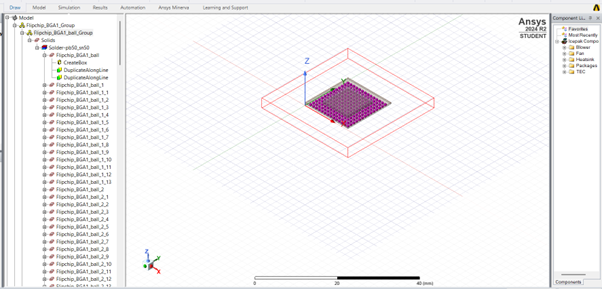 Draw Model Simulation Results Automation Ansys Minerva Learning and Support
Model
Flipchip_BGA1_Group
Flipchip_BGA1_ball_Group
Solids
Solder-pb50_sn50
Flipchip_BGA1_ball
CreateBox
DuplicateAlongLine
DuplicateAlongLine
Flipchip_BGA1_ball_1
Flipchip_BGA1_ball_1_1
Flipchip_BGA1_ball_1_2
Flipchip_BGA1_ball_1_3
Flipchip_BGA1_ball_1_4
Flipchip_BGA1_ball_1_5
Flipchip_BGA1_ball_1_6
Flipchip_BGA1_ball_1_7
Flipchip_BGA1_ball_1_8
Flipchip_BGA1_ball_1_9
Flipchip_BGA1_ball_1_10
Flipchip_BGA1_ball_1_11
Flipchip_BGA1_ball_1_12
Flipchip_BGA1_ball_1_13
Flipchip_BGA1_ball_2
Flipchip_BGA1_ball_2_1
Flipchip_BGA1_ball_2_2
Flipchip_BGA1_ball_2_3
Flipchip_BGA1_ball_2_4
Flipchip_BGA1_ball_2_5
Flipchip_BGA1_ball_2_6
Flipchip_BGA1_ball_2_7
Flipchip_BGA1_ball_2_8
Flipchip_BGA1_ball_2_9
Flipchip_BGA1_ball_2_10
Flipchip_BGA1_ball_2_11
Flipchip_BGA1_ball_2_12
Z
Ansys
2024 R2
STUDENT
Z
Y
X
0 20 40 (mm)
Component Li...
Favorites
Most Recently
Icepak Compo
Blower
Fan
Heatsink
Packages
TEC
Components